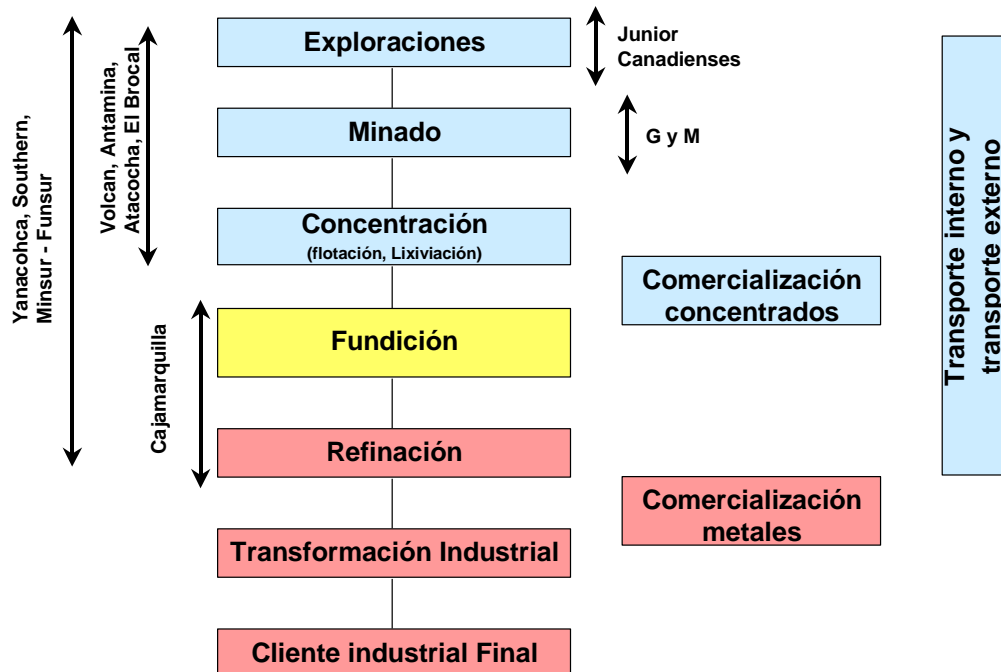 Exploraciones
Junior
Canadienses
Minado
G y M
Concentración
(flotación, Lixiviación)
Comercialización
concentrados
Fundición
Refinación
Comercialización
metales
Transformación Industrial
Cliente industrial Final
Yanacohca, Southern,
Minsur - Funsur
Volcan, Antamina,
Atacocha, El Brocal
Cajamarquilla
Transporte interno y
transporte externo